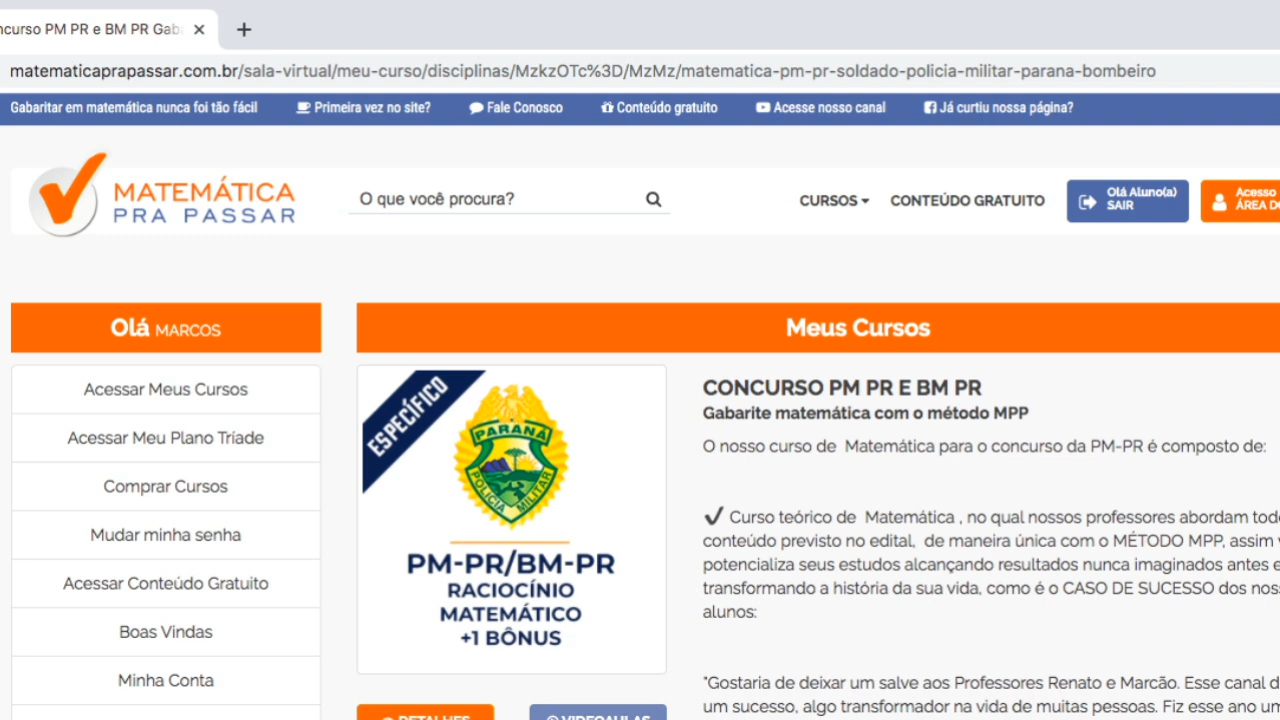 ncurso PM PR e BM PR Gab
matematicaprapassar.com.br/sala-virtual/meu-curso/disciplinas/MzkzOTc%3D/MzMz/matematica-pm-pr-soldado-policia-militar-parana-bombeiro
Gabaritar em matemática nunca foi tão fácil Primeira vez no site? Fale Conosco Conteúdo gratuito Acesse nosso canal Já curtiu nossa página?
MATEMÁTICA
PRA PASSAR
O que você procura?
CURSOS CONTEÚDO GRATUITO
Olá Aluno(a)
SAIR
Acesso
ÁREA DO
Olá MARCOS
Acessar Meus Cursos
Acessar Meu Plano Tríade
Comprar Cursos
Mudar minha senha
Acessar Conteúdo Gratuito
Boas Vindas
Minha Conta
Meus Cursos
ESPECÍFICO
PARANÁ
POLÍCIA MILITAR
PM-PR/BM-PR
RACIOCÍNIO
MATEMÁTICO
+1 BÔNUS
DETALHES VIDEOAULAS
CONCURSO PM PR E BM PR
Gabarite matemática com o método MPP
O nosso curso de Matemática para o concurso da PM-PR é composto de:
Curso teórico de Matemática , no qual nossos professores abordam tod
conteúdo previsto no edital, de maneira única com o MÉTODO MPP, assim
potencializa seus estudos alcançando resultados nunca imaginados antes e
transformando a história da sua vida, como é o CASO DE SUCESSO dos nos
alunos:
"Gostaria de deixar um salve aos Professores Renato e Marcão. Esse canal d
um sucesso, algo transformador na vida de muitas pessoas. Fiz esse ano um